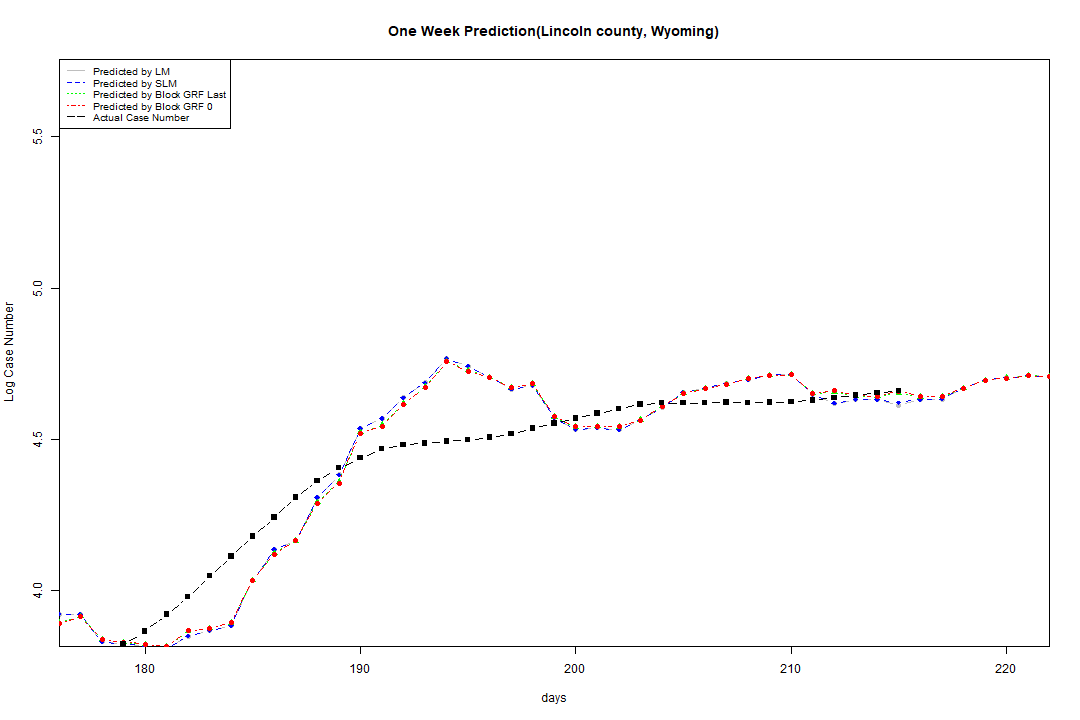 One Week Prediction(Lincoln county, Wyoming)
Predicted by LM
Predicted by SLM
Predicted by Block GRF Last
Predicted by Block GRF 0
Actual Case Number
5.5
5.0
4.5
4.0
Log Case Number
180 190 200 210 220
days